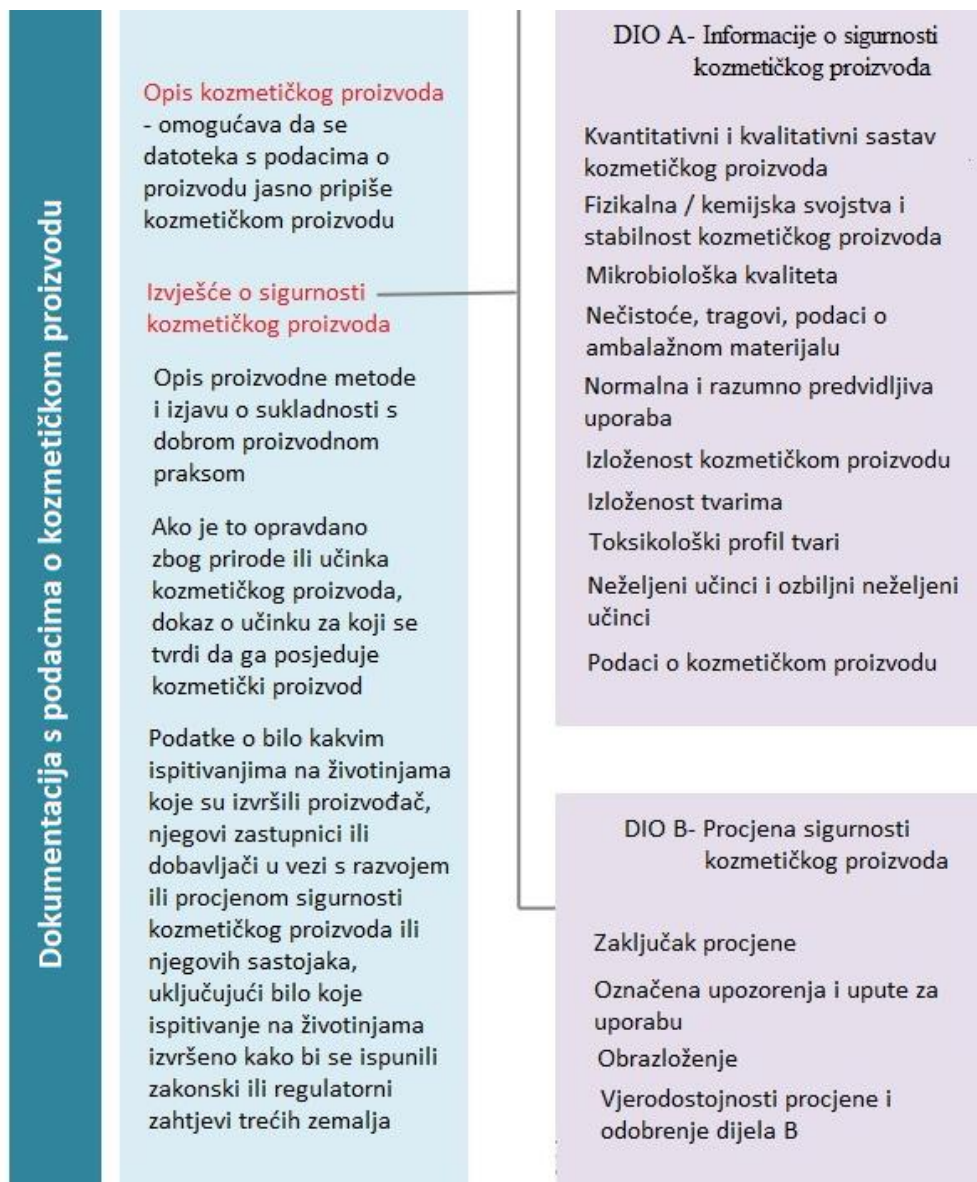 Dokumentacija s podacima o kozmetičkom proizvodu
Opis kozmetičkog proizvoda
- omogućava da se
datoteka s podacima o
proizvodu jasno pripiše
kozmetičkom proizvodu
Izvješće o sigurnosti
kozmetičkog proizvoda
Opis proizvodne metode
i izjavu o sukladnosti s
dobrom proizvodnom
praksom
Ako je to opravdano
zbog prirode ili učinka
kozmetičkog proizvoda,
dokaz o učinku za koji se
tvrdi da ga posjeduje
kozmetički proizvod
Podatke o bilo kakvim
ispitivanjima na životinjama
koje su izvršili proizvođač,
njegovi zastupnici ili
dobavljači u vezi s razvojem
ili procjenom sigurnosti
kozmetičkog proizvoda ili
njegovih sastojaka,
uključujući bilo koje
ispitivanje na životinjama
izvršeno kako bi se ispunili
zakonski ili regulatorni
zahtjevi trećih zemalja
DIO A- Informacije o sigurnosti
kozmetičkog proizvoda
Kvantitativni i kvalitativni sastav
kozmetičkog proizvoda
Fizikalna / kemijska svojstva i
stabilnost kozmetičkog proizvoda
Mikrobiološka kvaliteta
Nečistoće, tragovi, podaci o
ambalažnom materijalu
Normalna i razumno predvidljiva
uporaba
Izloženost kozmetičkom proizvodu
Izloženost tvarima
Toksikološki profil tvari
Neželjeni učinci i ozbiljni neželjeni
učinci
Podaci o kozmetičkom proizvodu
DIO B- Procjena sigurnosti
kozmetičkog proizvoda
Zaključak procjene
Označena upozorenja i upute za
uporabu
Obrazloženje
Vjerodostojnosti procjene i
odobrenje dijela B